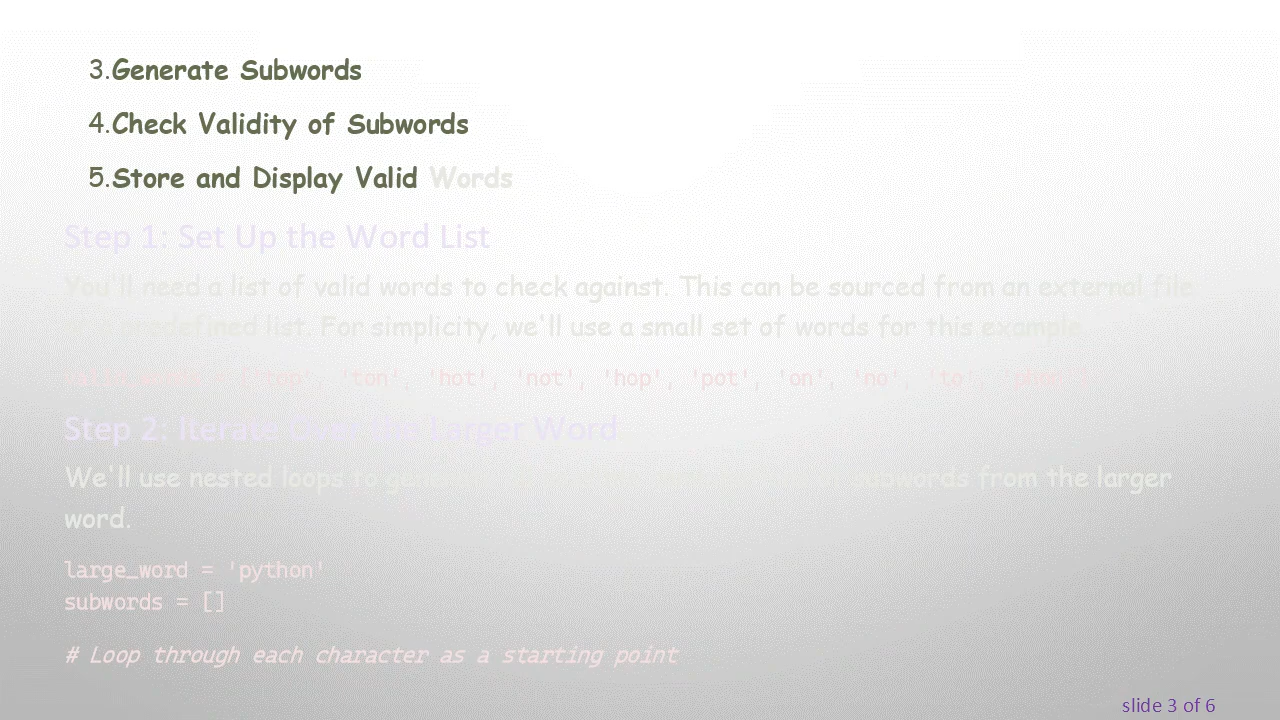 3.Generate Subwords
4.Check Validity of Subwords
5.Store and Display Valid Words
Step 1: Set Up the Word List
You'll need a list of valid words to check against. This can be sourced from an external file
predefined list. For simplicity, we'll use a small set of words for this example.
'top', 'ton', 'hot', 'not', 'hop', 'pot', 'on', 'no', 'to',
Step 2: Iterate Over the Larger Word
We'll use nested loops to subwords from the larger
word.
large_word = 'python'
subwords = []
# Loop through each character as a starting point
slide 3 of 6